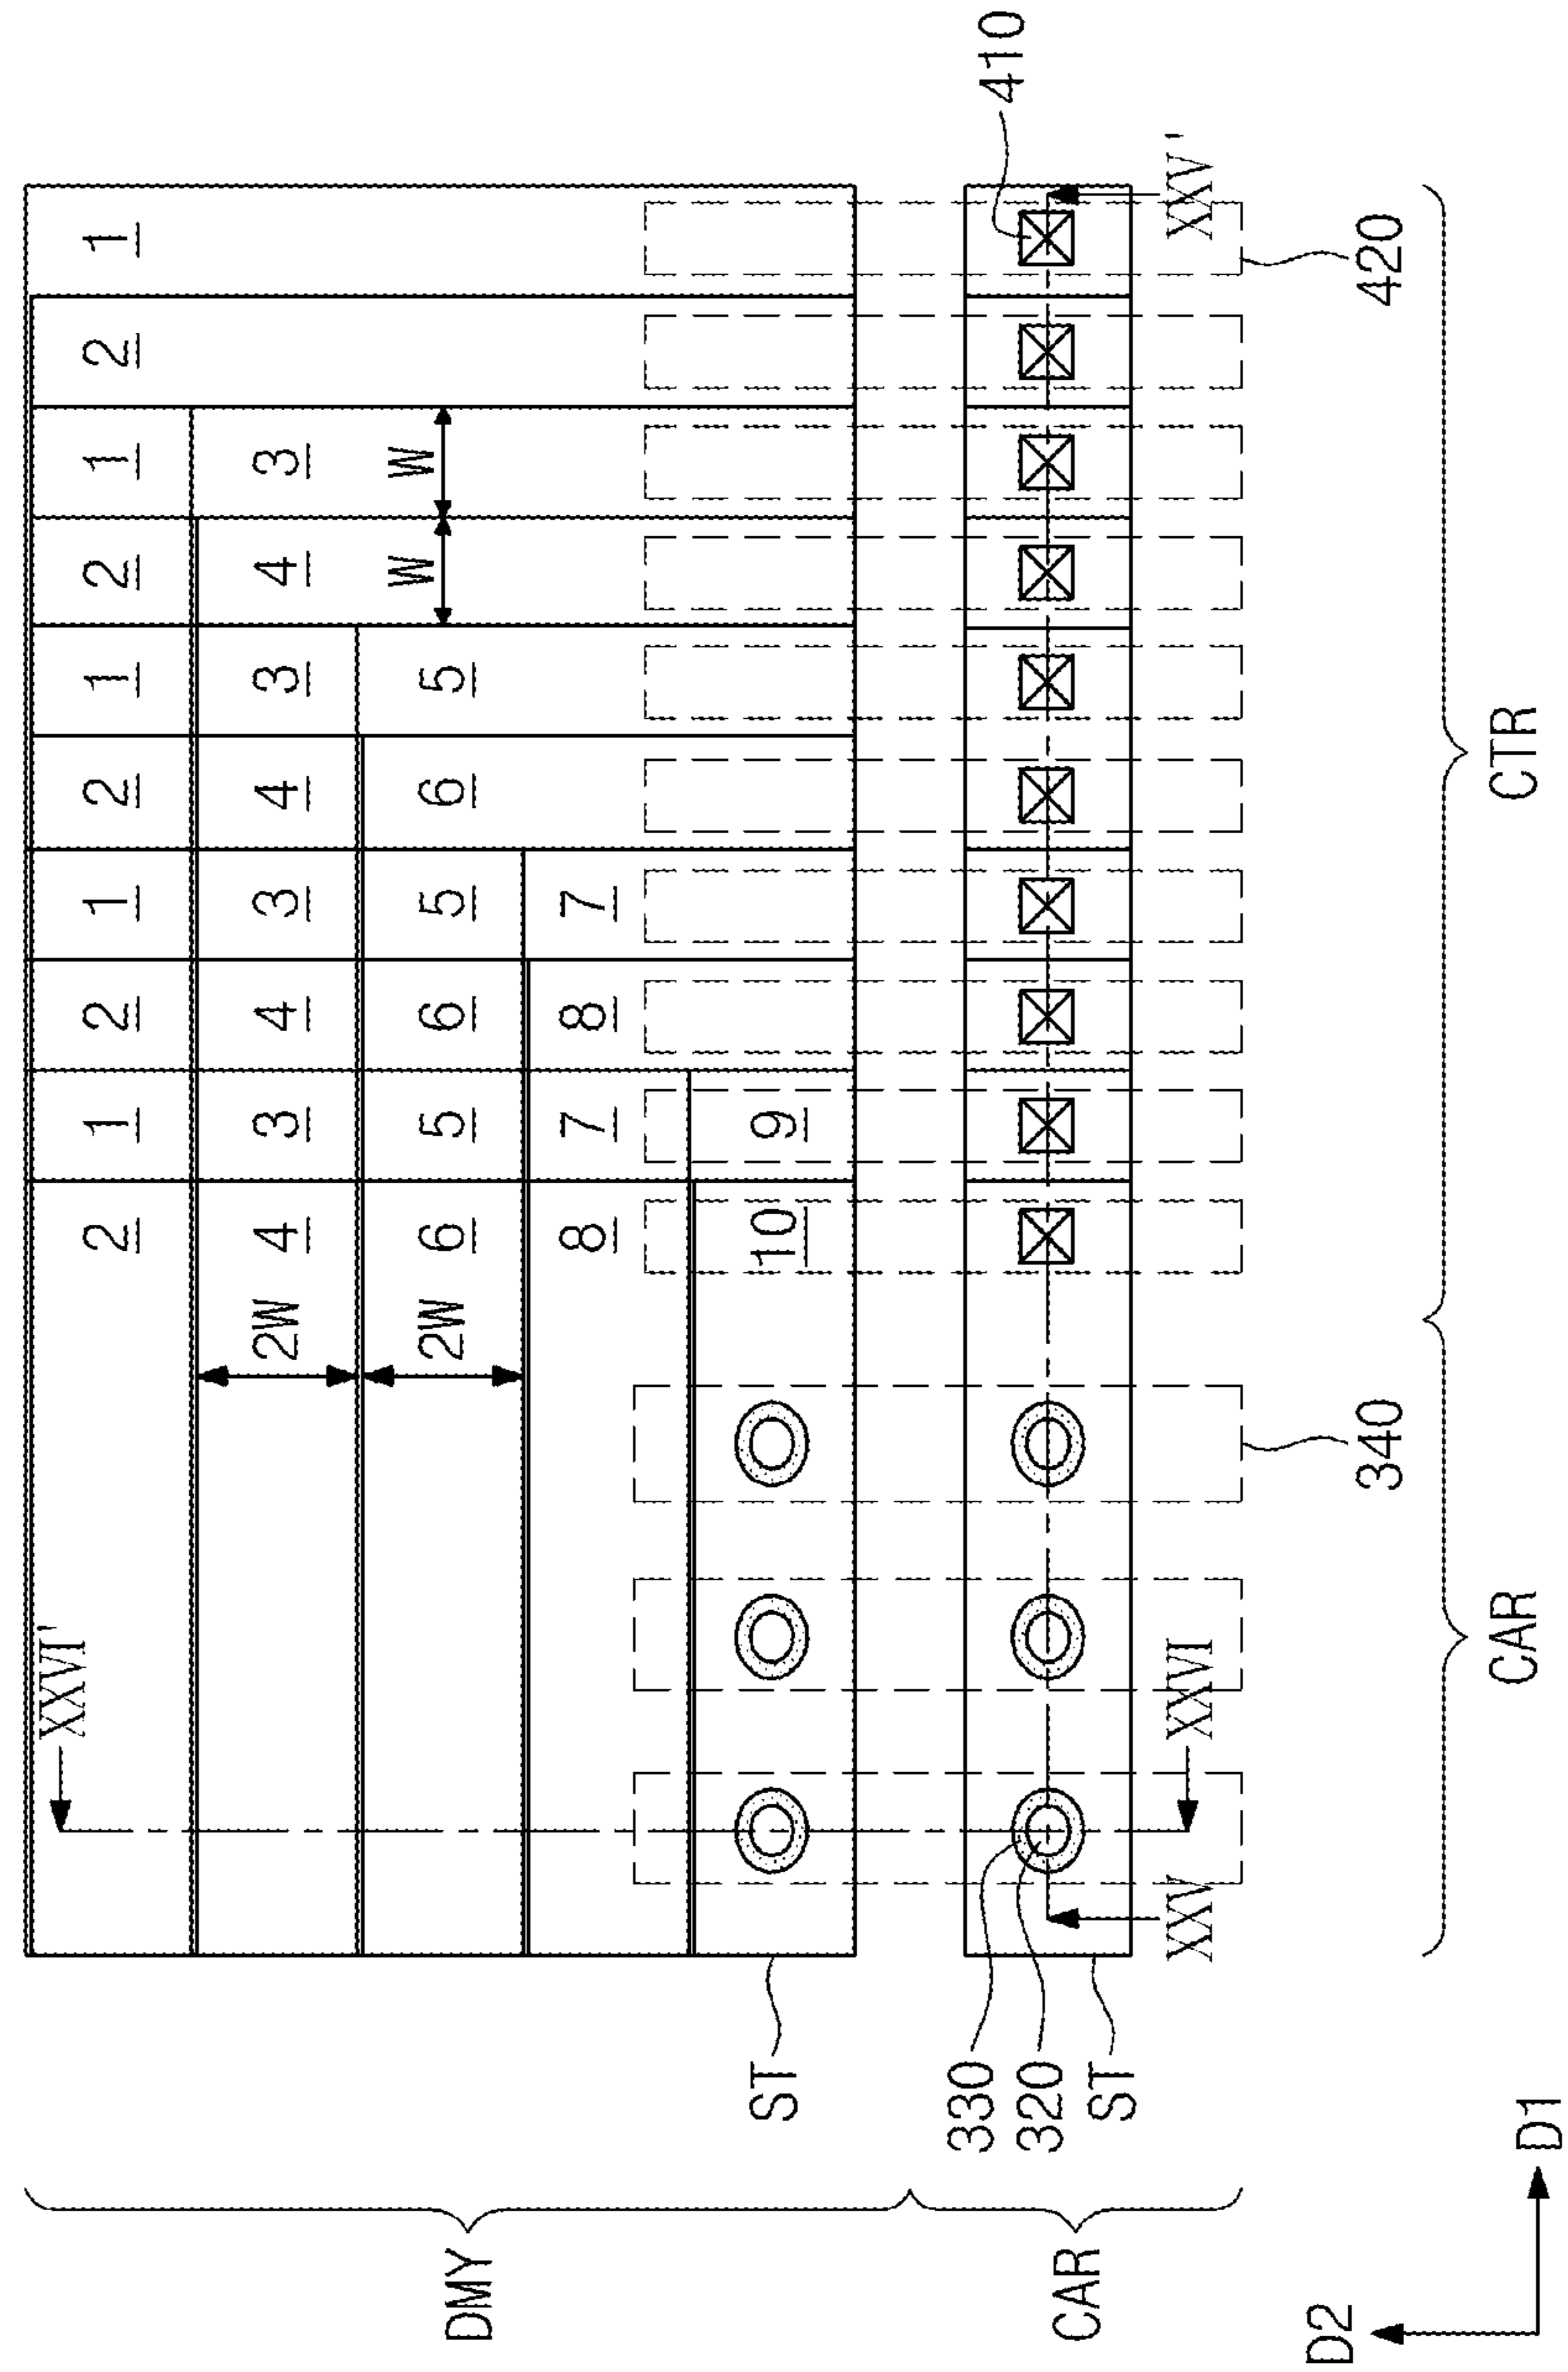 XXVI'
2 1 2 1 2 1 2 1 2 1
2W 4 3 4 3 4 3 4 3
DMY 2W 6 5 6 5 6 5 W W
8 7 8 7
ST 10 9
330 410
320
CAR ST
XXV XXVI XXV'
D2 340 420
CAR CTR
D1